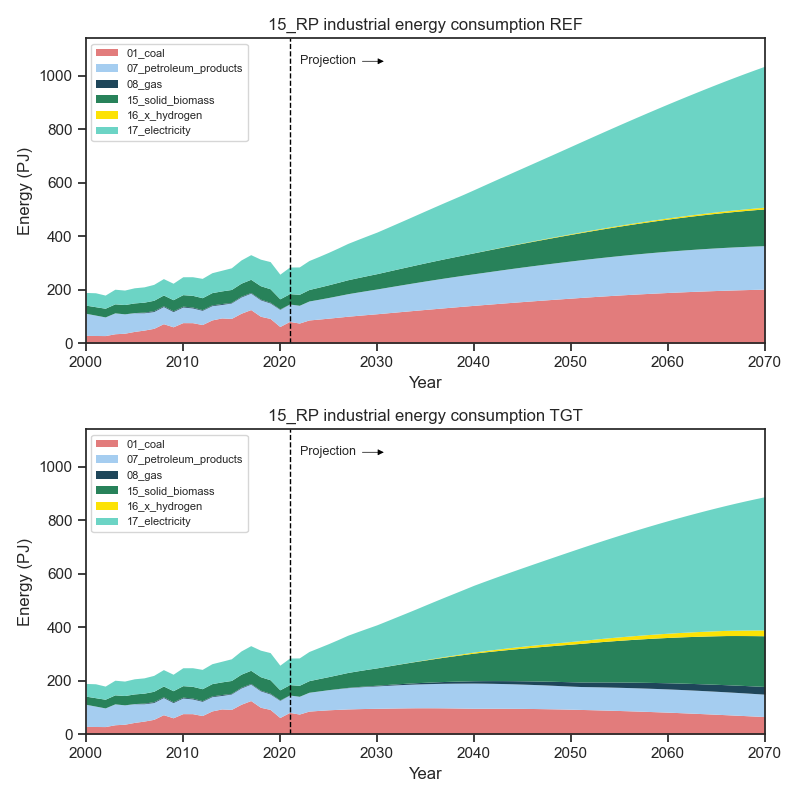 15_RP industrial energy consumption REF
01_coal
07_petroleum_products
08_gas
15_solid_biomass
16_x_hydrogen
17_electricity
Projection
1000
800
600
400
200
0
Energy (PJ)
2000 2010 2020 2030 2040 2050 2060 2070
Year
15_RP industrial energy consumption TGT
01_coal
07_petroleum_products
08_gas
15_solid_biomass
16_x_hydrogen
17_electricity
Projection
1000
800
600
400
200
0
Energy (PJ)
2000 2010 2020 2030 2040 2050 2060 2070
Year